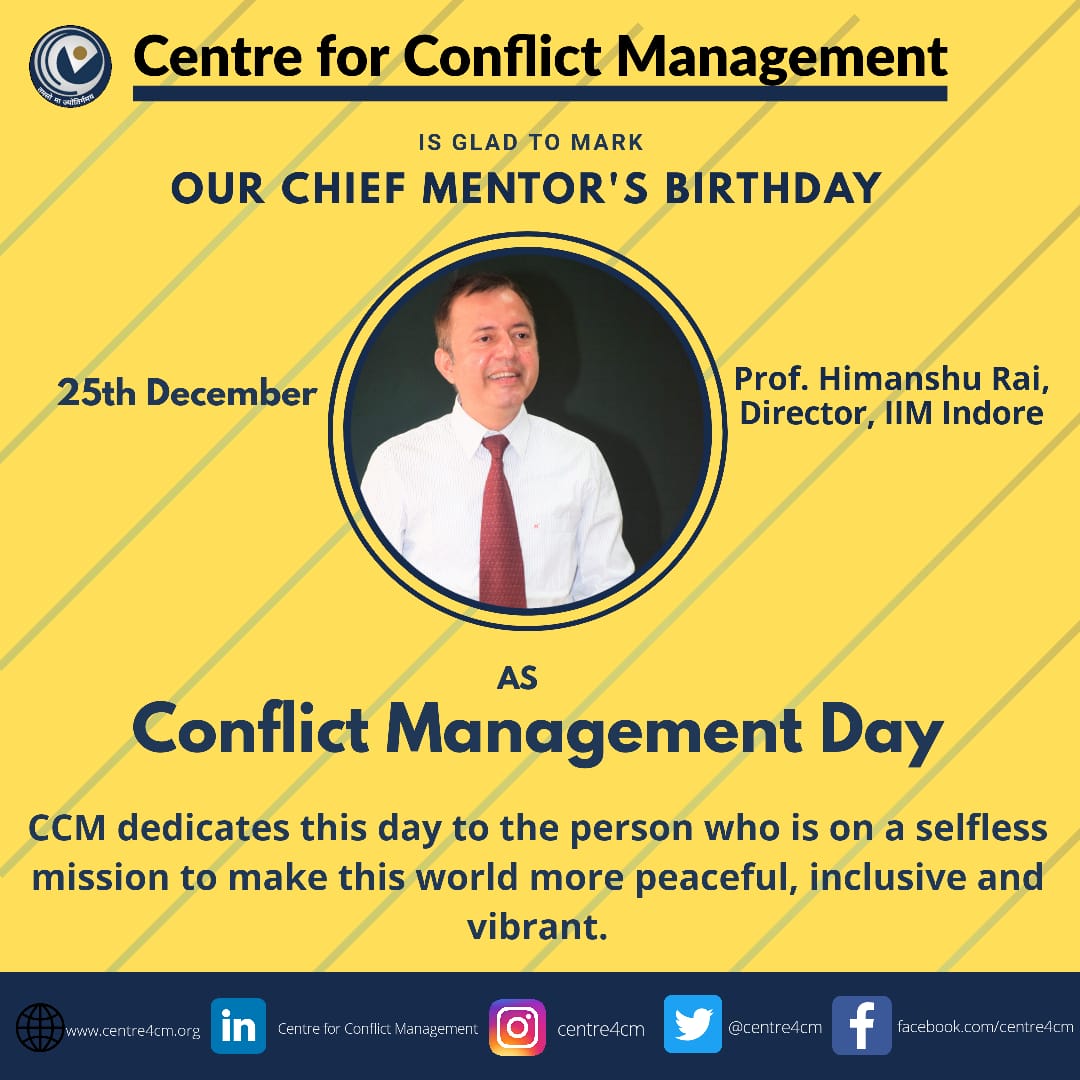 Centre for Conflict Management
तमसो मा ज्योतिर्गमय
IS GLAD TO MARK
OUR CHIEF MENTOR'S BIRTHDAY
25th December
Prof. Himanshu Rai,
Director, IIM Indore
AS
Conflict Management Day
CCM dedicates this day to the person who is on a selfless
mission to make this world more peaceful, inclusive and
vibrant.
www.centre4cm.org
in
Centre for Conflict Management
centre4cm
@centre4cm
f
facebook.com/centre4cm